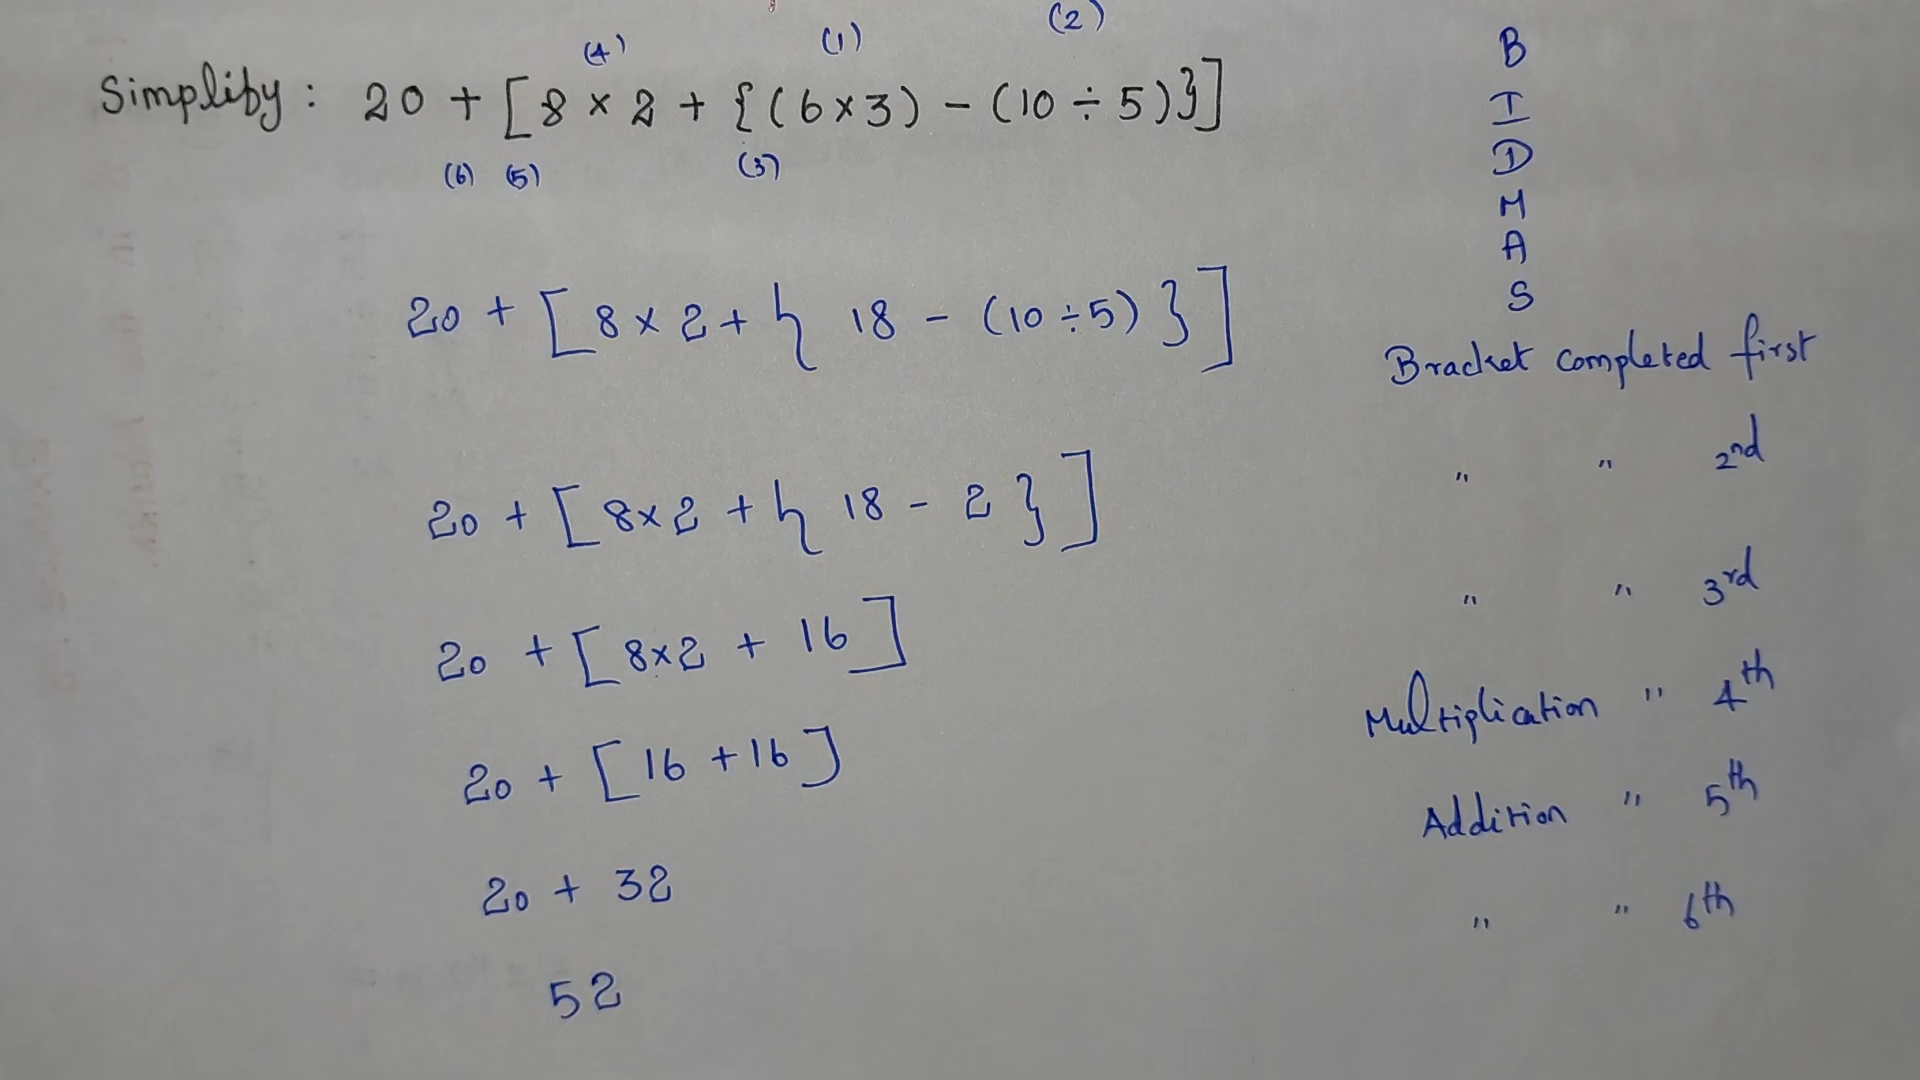 (4) (1) (2)
Simplify : 20 + [8 × 2 + {(6×3) - (10 ÷ 5)}]
(6) (5) (3)
20 + [8 × 2 + { 18 - (10 ÷ 5) }]
20 + [8×2 + { 18 - 2 }]
20 + [8×2 + 16]
20 + [16 + 16]
20 + 32
52
B
I
D
M
A
S
Bracket completed first
" " 2nd
" " 3rd
Multiplication " 4th
Addition " 5th
" " 6th